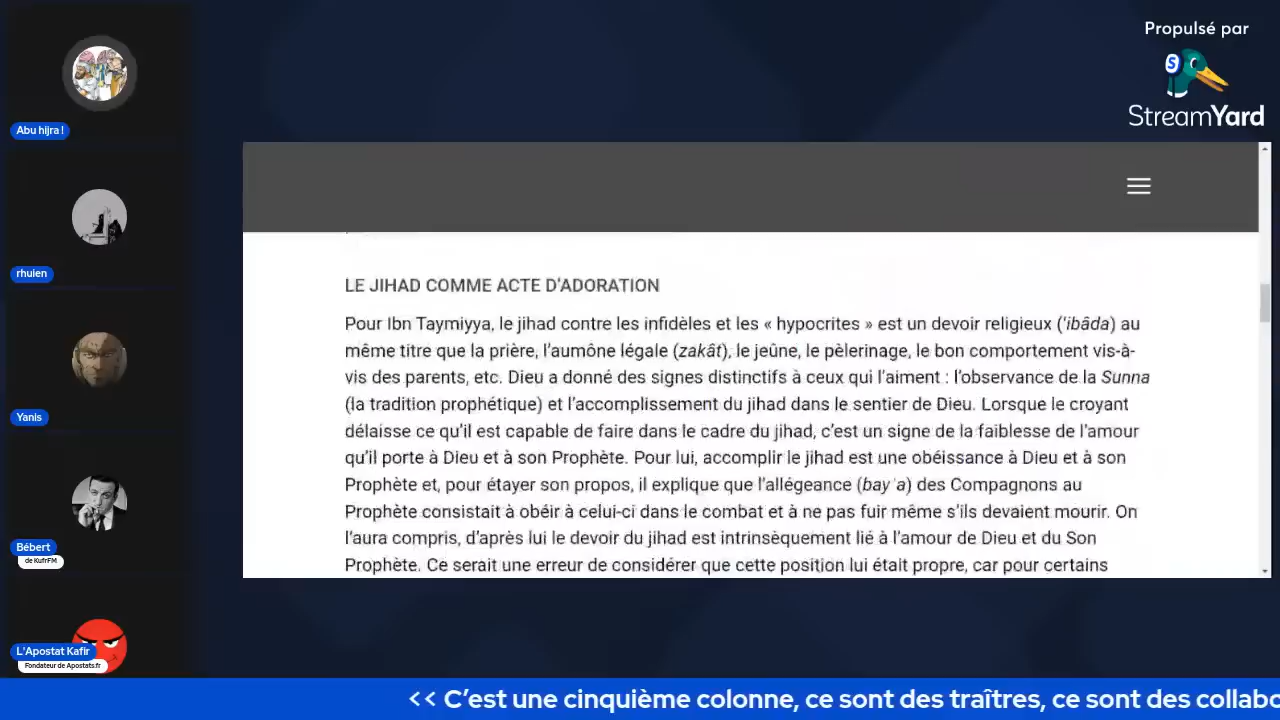 Propulsé par
StreamYard
Abu hijra !
rhuien
Yanis
Bébert
de KufrFM
L'Apostat Kafir
Fondateur de Apostats.fr
LE JIHAD COMME ACTE D'ADORATION
Pour Ibn Taymiyya, le jihad contre les infidèles et les « hypocrites » est un devoir religieux (‘ibâda) au
même titre que la prière, l’aumône légale (zakât), le jeûne, le pèlerinage, le bon comportement vis-à-
vis des parents, etc. Dieu a donné des signes distinctifs à ceux qui l’aiment : l’observance de la Sunna
(la tradition prophétique) et l’accomplissement du jihad dans le sentier de Dieu. Lorsque le croyant
délaisse ce qu’il est capable de faire dans le cadre du jihad, c’est un signe de la faiblesse de l’amour
qu’il porte à Dieu et à son Prophète. Pour lui, accomplir le jihad est une obéissance à Dieu et à son
Prophète et, pour étayer son propos, il explique que l’allégeance (bay‘a) des Compagnons au
Prophète consistait à obéir à celui-ci dans le combat et à ne pas fuir même s’ils devaient mourir. On
l’aura compris, d’après lui le devoir du jihad est intrinsèquement lié à l’amour de Dieu et du Son
Prophète. Ce serait une erreur de considérer que cette position lui était propre, car pour certains
<< C’est une cinquième colonne, ce sont des traîtres, ce sont des collabo